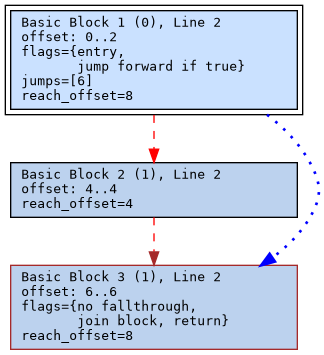 Basic Block 1 (0), Line 2
offset: 0..2
flags={entry,
jump forward if true}
jumps=[6]
reach_offset=8
Basic Block 2 (1), Line 2
offset: 4..4
reach_offset=4
Basic Block 3 (1), Line 2
offset: 6..6
flags={no fallthrough,
join block, return}
reach_offset=8